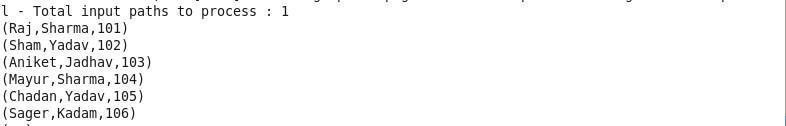 l - Total input paths to process : 1
(Raj,Sharma,101)
(Sham,Yadav,102)
(Aniket,Jadhav,103)
(Mayur,Sharma,104)
(Chadan,Yadav,105)
(Sager,Kadam,106)